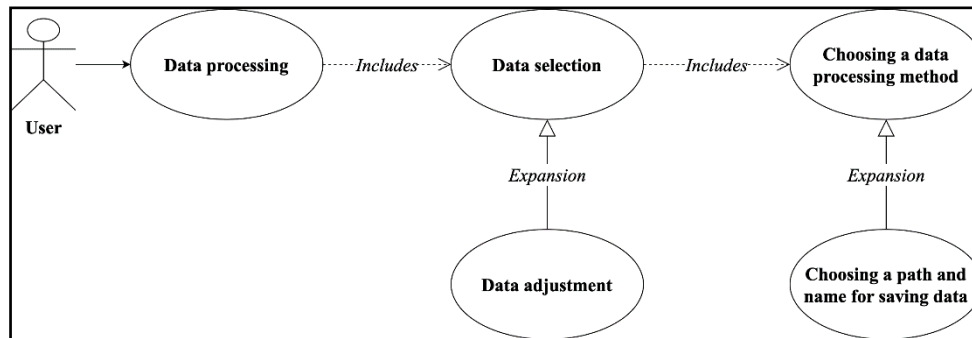 Data processing
Includes
Data selection
Includes
Choosing a data
processing method
User
Expansion
Expansion
Data adjustment
Choosing a path and
name for saving data